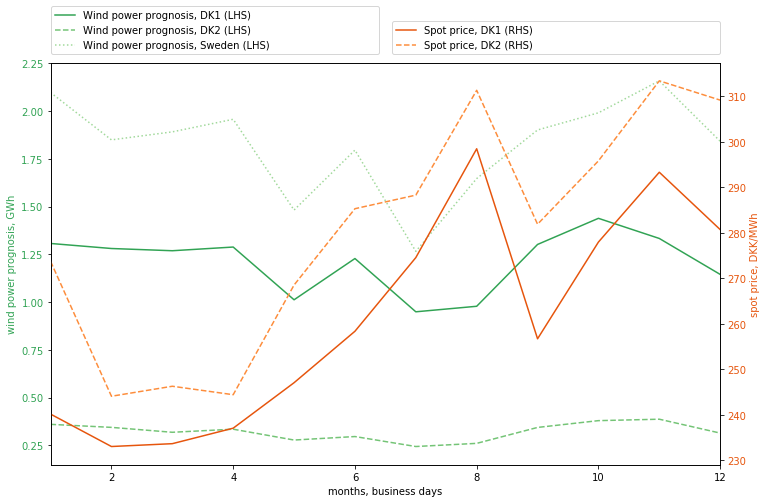 Wind power prognosis, DK1 (LHS)
Wind power prognosis, DK2 (LHS)
Wind power prognosis, Sweden (LHS)
Spot price, DK1 (RHS)
Spot price, DK2 (RHS)
2.25
2.00
1.75
1.50
1.25
1.00
0.75
0.50
0.25
wind power prognosis, GWh
310
300
290
280
270
260
250
240
230
spot price, DKK/MWh
2 4 6 8 10 12
months, business days